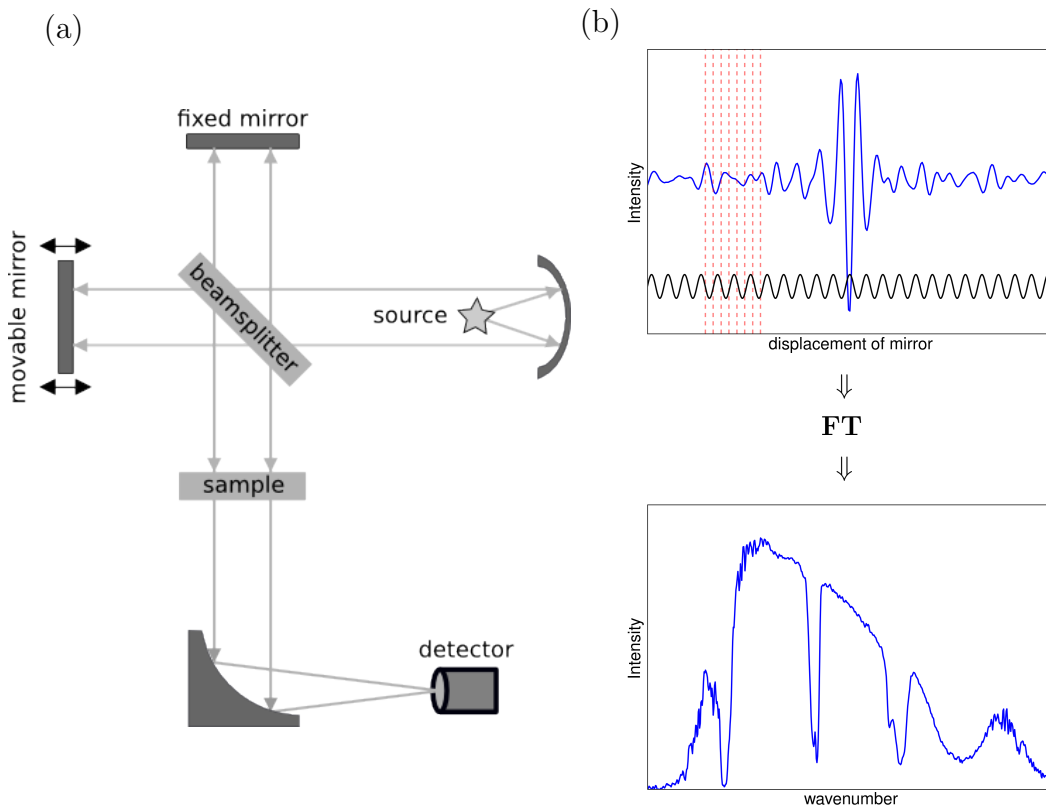 (a)
fixed mirror
movable mirror
beamsplitter
source
sample
detector
(b)
Intensity
displacement of mirror
⇓
FT
⇓
Intensity
wavenumber